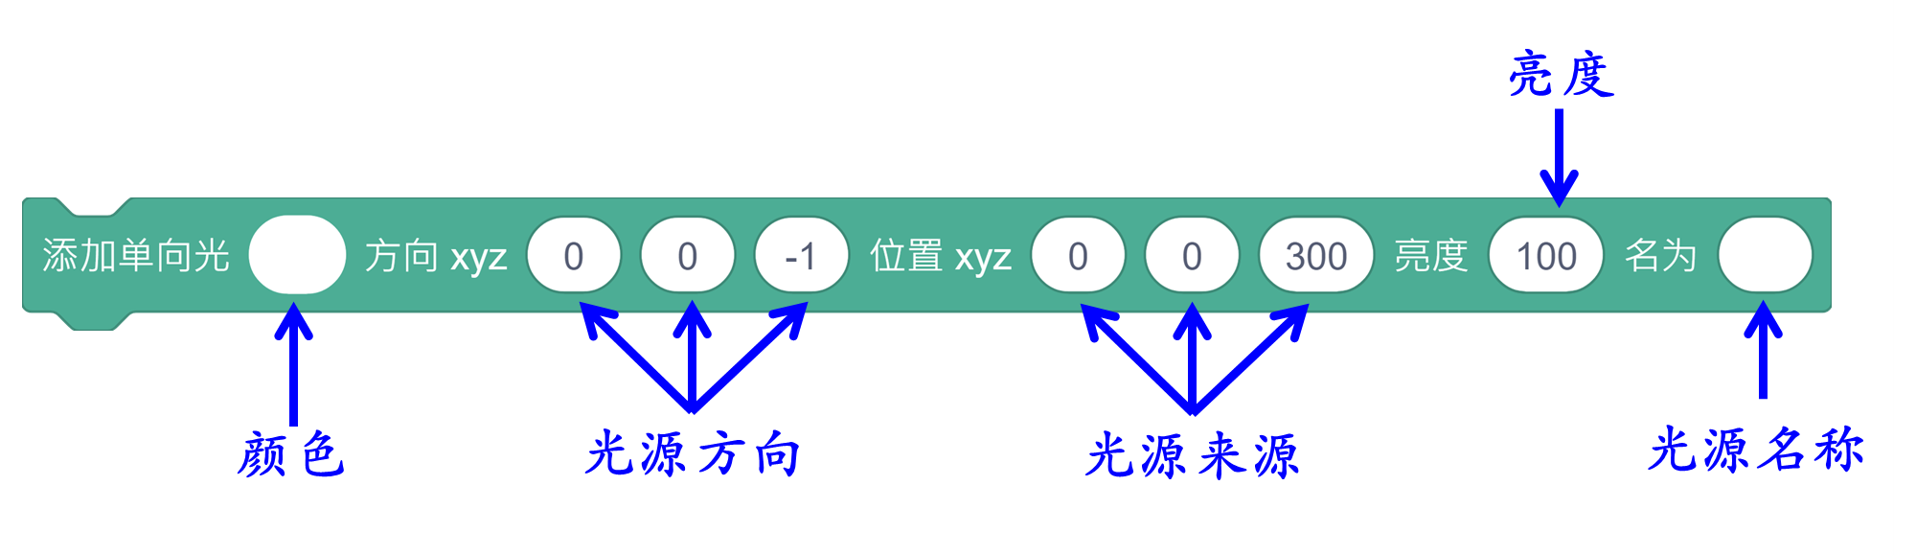 亮度
添加单向光 方向 xyz 0 0 -1 位置 xyz 0 0 300 亮度 100 名为
颜色 光源方向 光源来源 光源名称